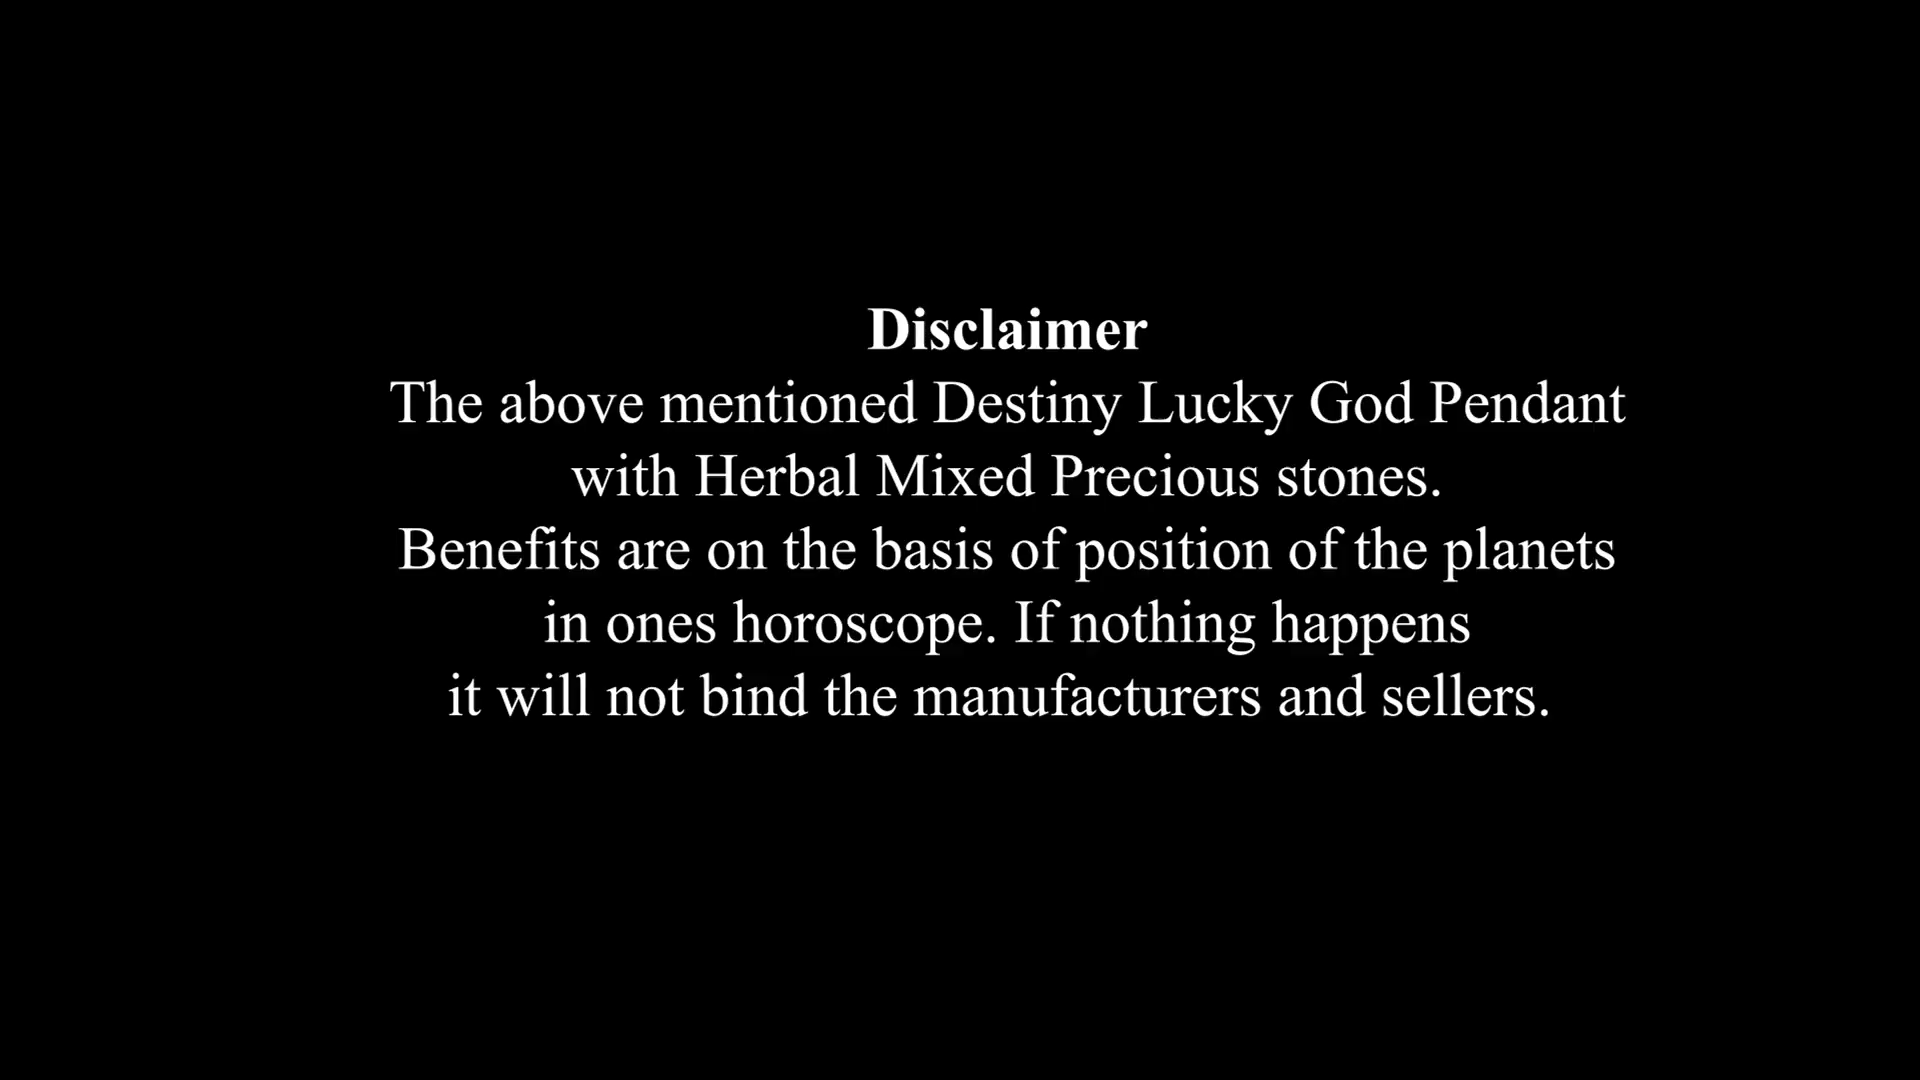 Disclaimer
The above mentioned Destiny Lucky God Pendant
with Herbal Mixed Precious stones.
Benefits are on the basis of position of the planets
in ones horoscope. If nothing happens
it will not bind the manufacturers and sellers.